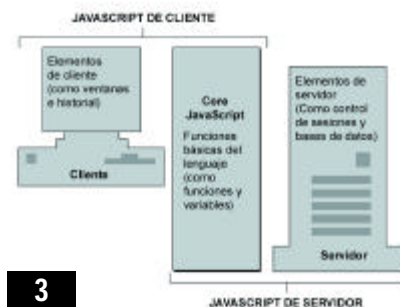 JAVASCRIPT DE CLIENTE
Elementos
de cliente
(como ventanas
e historial)
Cliente
Core
JavaScript
Funciones
básicas del
lenguaje
(como
funciones y
variables)
Elementos de
servidor
(Como control
de sesiones y
bases de datos)
Servidor
3
JAVASCRIPT DE SERVIDOR